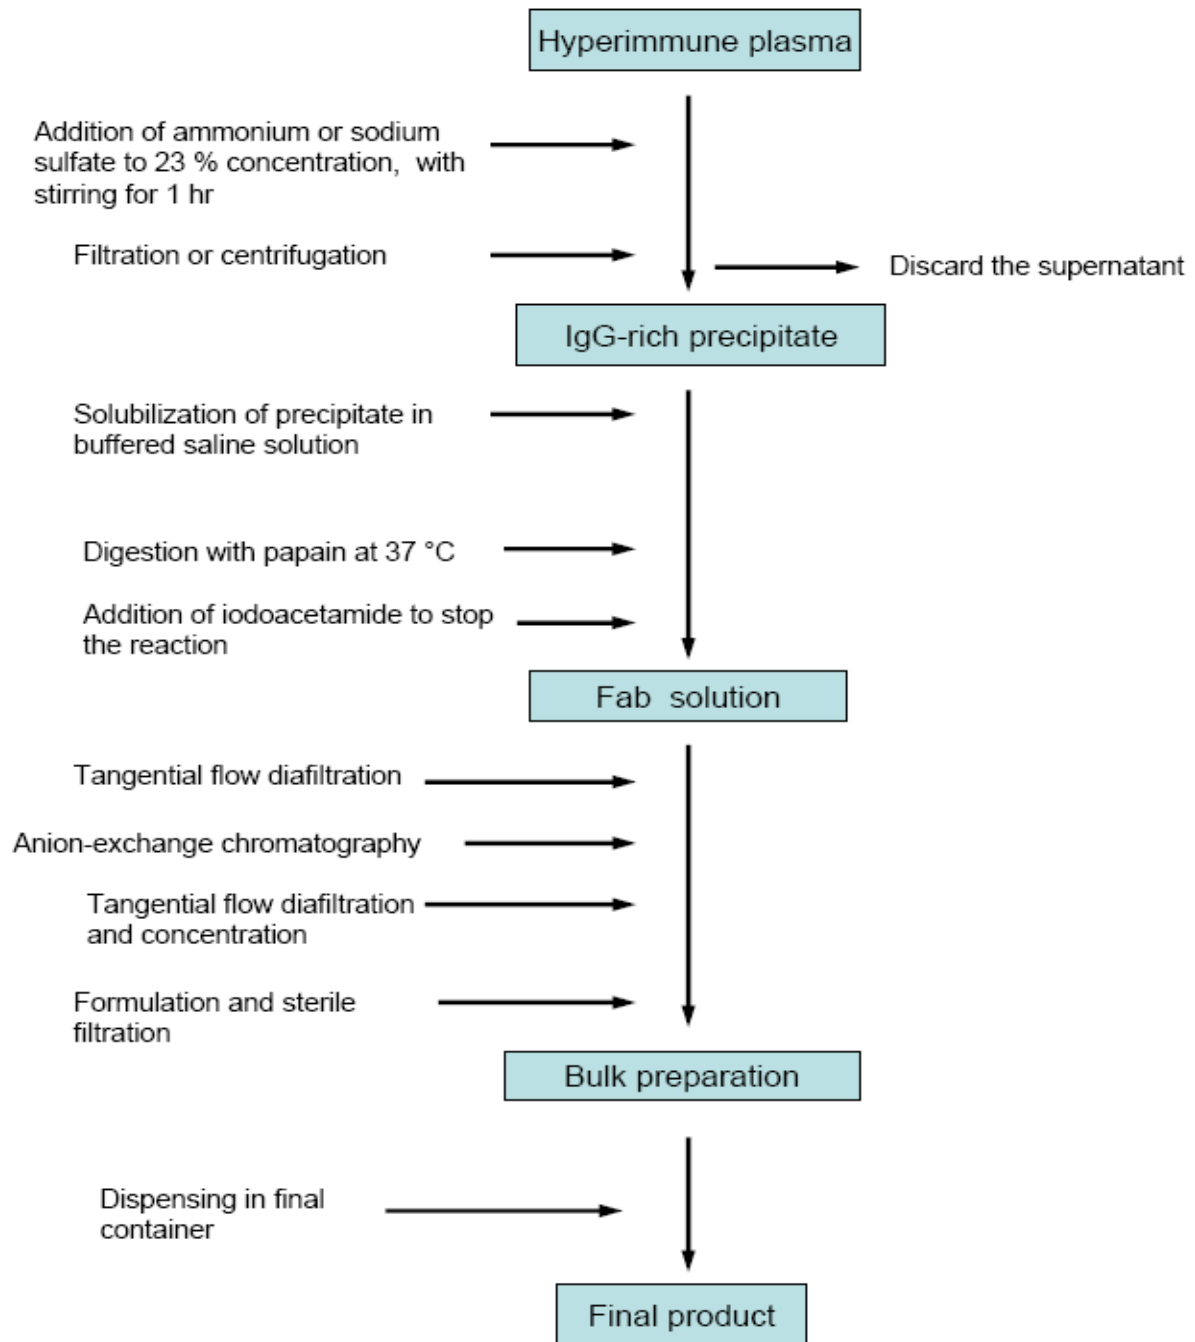 Hyperimmune plasma
Addition of ammonium or sodium
sulfate to 23 % concentration, with
stirring for 1 hr
Filtration or centrifugation
Discard the supernatant
IgG-rich precipitate
Solubilization of precipitate in
buffered saline solution
Digestion with papain at 37 °C
Addition of iodoacetamide to stop
the reaction
Fab solution
Tangential flow diafiltration
Anion-exchange chromatography
Tangential flow diafiltration
and concentration
Formulation and sterile
filtration
Bulk preparation
Dispensing in final
container
Final product